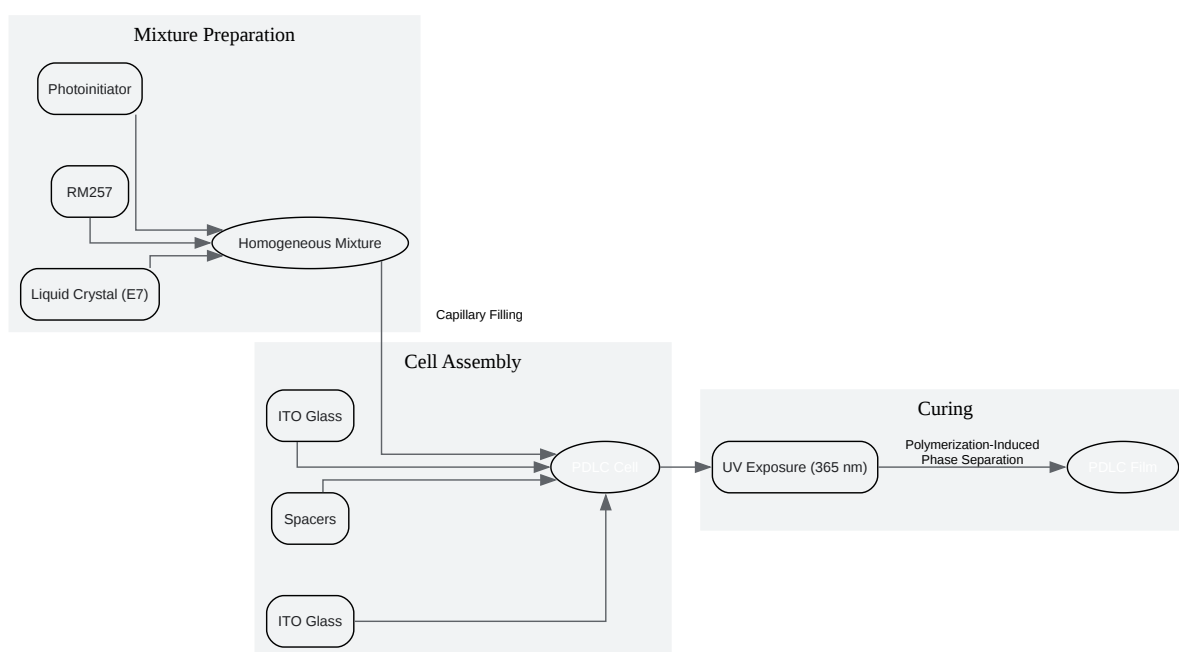 Mixture Preparation
Photoinitiator
RM257
Homogeneous Mixture
Liquid Crystal (E7)
Capillary Filling
Cell Assembly
ITO Glass
PDLC Cell
Spacers
ITO Glass
Curing
UV Exposure (365 nm)
Polymerization-Induced
Phase Separation
PDLC Film